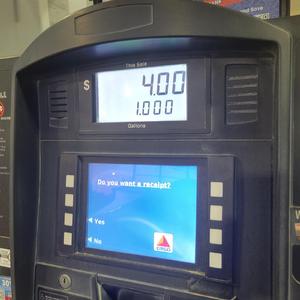 This Sale
$ 4.00
1.000
Gallons
Do you want a receipt?
Yes
No
CITGO